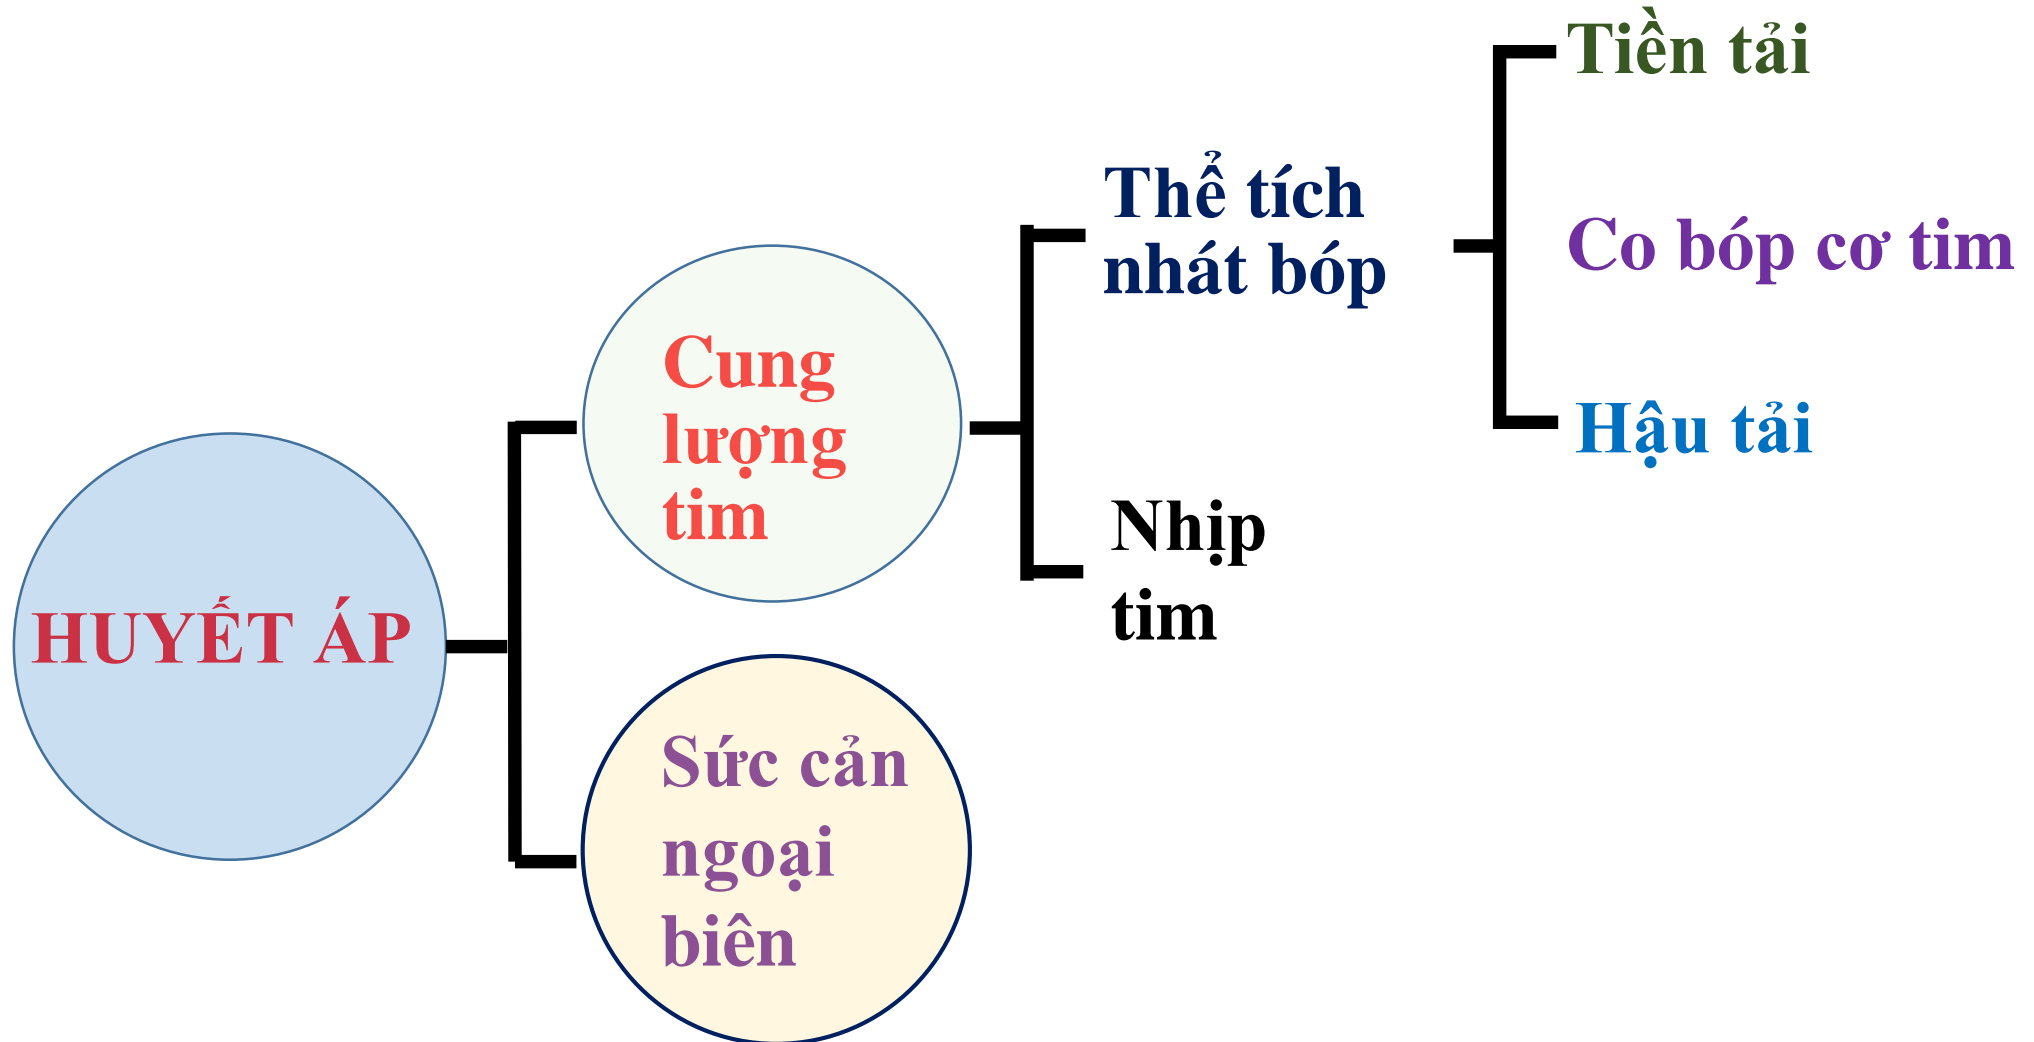 HUYẾT ÁP
Cung
lượng
tim
Sức cản
ngoại
biên
Thể tích
nhát bóp
Nhịp
tim
Tiền tải
Co bóp cơ tim
Hậu tải